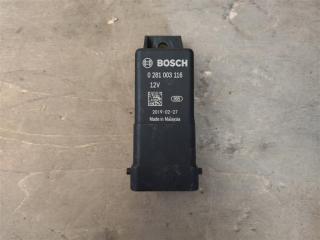 BOSCH
0 281 003 116
12V
2019-02-27
Made in Malaysia